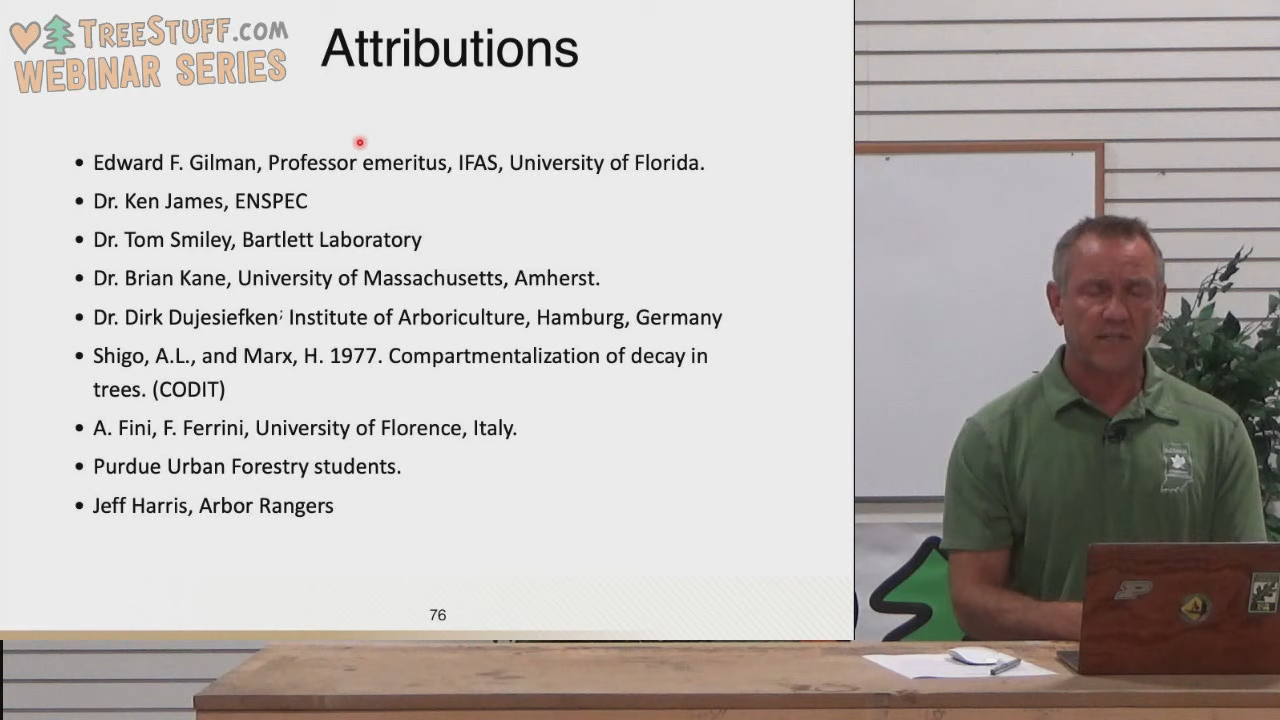 TREESTUFF.COM
WEBINAR SERIES
Attributions
• Edward F. Gilman, Professor emeritus, IFAS, University of Florida.
• Dr. Ken James, ENSPEC
• Dr. Tom Smiley, Bartlett Laboratory
• Dr. Brian Kane, University of Massachusetts, Amherst.
• Dr. Dirk Dujesiefken; Institute of Arboriculture, Hamburg, Germany
• Shigo, A.L., and Marx, H. 1977. Compartmentalization of decay in
trees. (CODIT)
• A. Fini, F. Ferrini, University of Florence, Italy.
• Purdue Urban Forestry students.
• Jeff Harris, Arbor Rangers
76
P